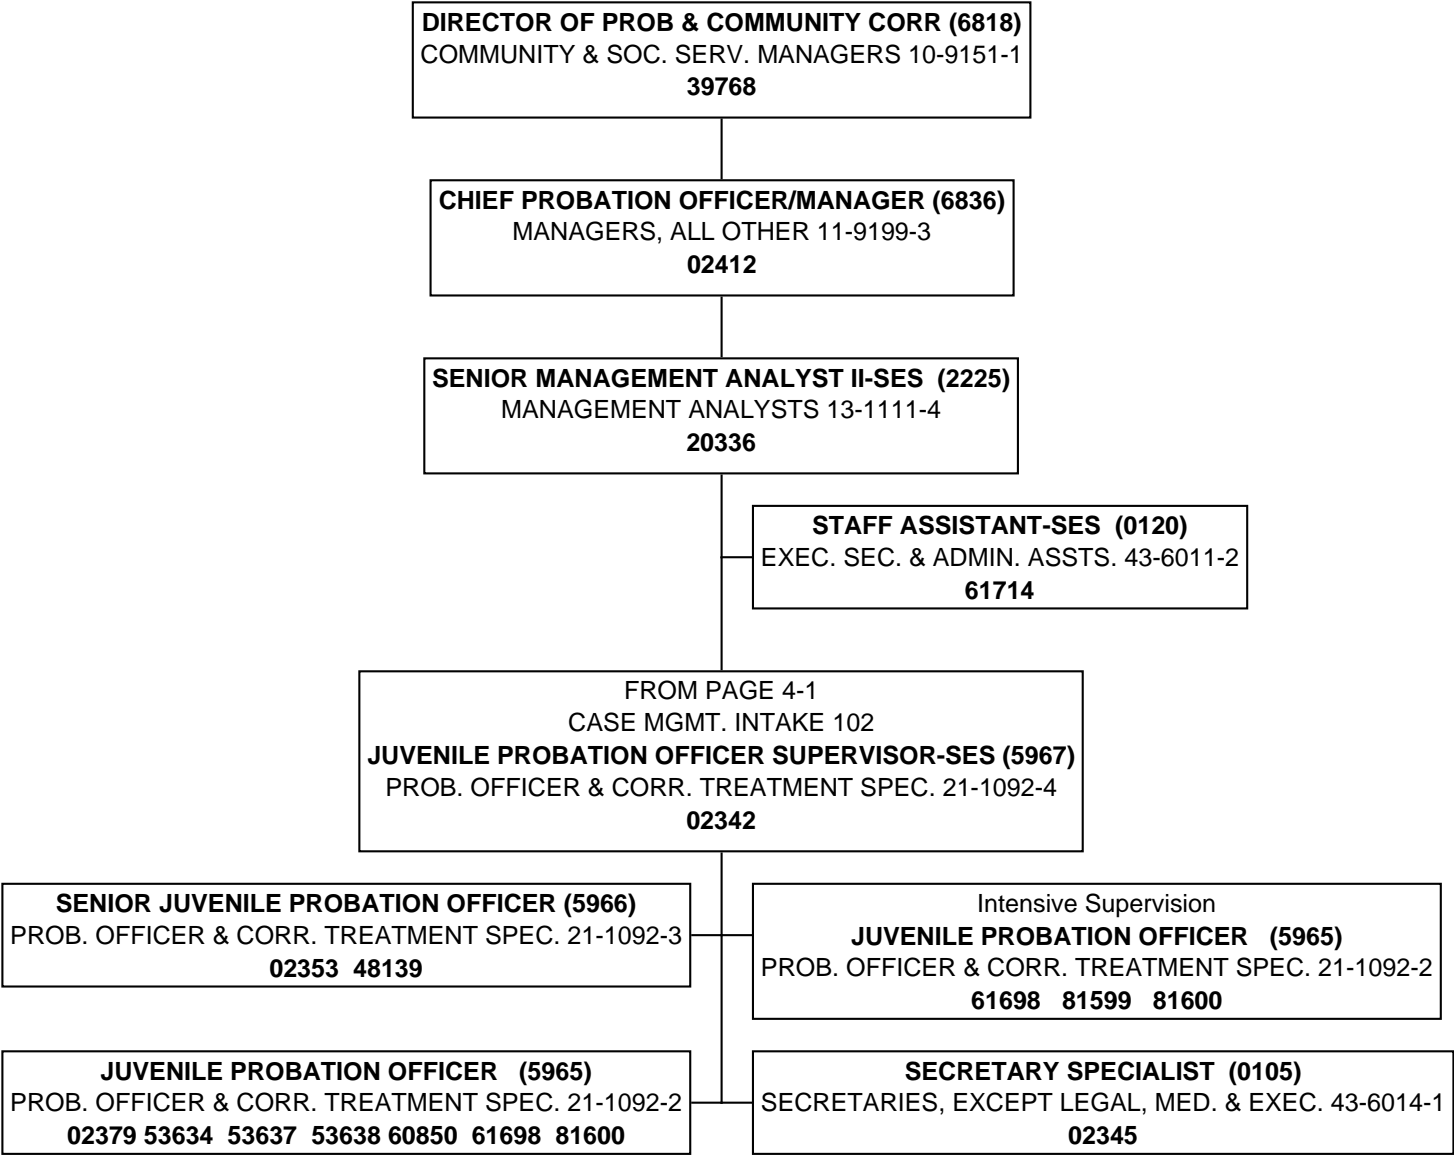 DIRECTOR OF PROB & COMMUNITY CORR (6818)
COMMUNITY & SOC. SERV. MANAGERS 10-9151-1
39768
CHIEF PROBATION OFFICER/MANAGER (6836)
MANAGERS, ALL OTHER 11-9199-3
02412
SENIOR MANAGEMENT ANALYST II-SES (2225)
MANAGEMENT ANALYSTS 13-1111-4
20336
STAFF ASSISTANT-SES (0120)
EXEC. SEC. & ADMIN. ASSTS. 43-6011-2
61714
FROM PAGE 4-1
CASE MGMT. INTAKE 102
JUVENILE PROBATION OFFICER SUPERVISOR-SES (5967)
PROB. OFFICER & CORR. TREATMENT SPEC. 21-1092-4
02342
SENIOR JUVENILE PROBATION OFFICER (5966)
PROB. OFFICER & CORR. TREATMENT SPEC. 21-1092-3
02353 48139
Intensive Supervision
JUVENILE PROBATION OFFICER (5965)
PROB. OFFICER & CORR. TREATMENT SPEC. 21-1092-2
61698 81599 81600
JUVENILE PROBATION OFFICER (5965)
PROB. OFFICER & CORR. TREATMENT SPEC. 21-1092-2
02379 53634 53637 53638 60850 61698 81600
SECRETARY SPECIALIST (0105)
SECRETARIES, EXCEPT LEGAL, MED. & EXEC. 43-6014-1
02345